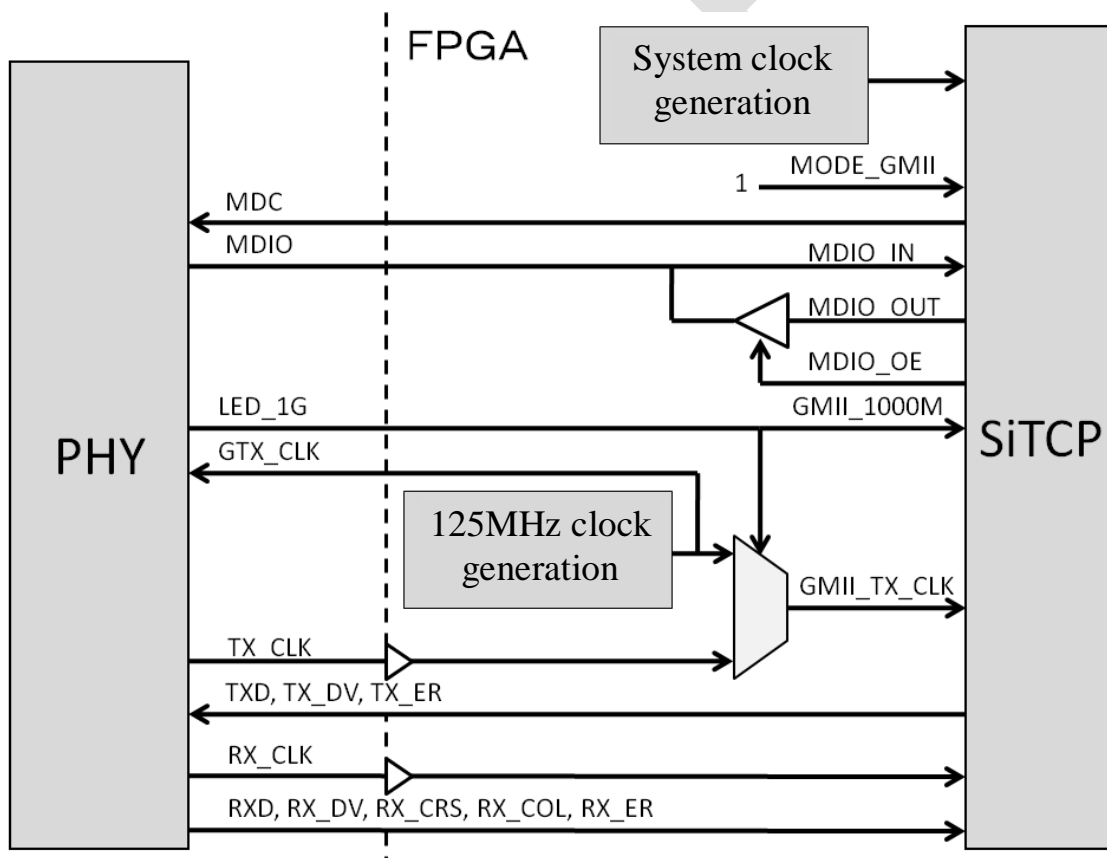 FPGA
System clock
generation
MODE_GMII
1
MDC
MDIO
MDIO_IN
MDIO_OUT
MDIO_OE
LED_1G
GMII_1000M
PHY
SiTCP
GTX_CLK
125MHz clock
generation
GMII_TX_CLK
TX_CLK
TXD, TX_DV, TX_ER
RX_CLK
RXD, RX_DV, RX_CRS, RX_COL, RX_ER